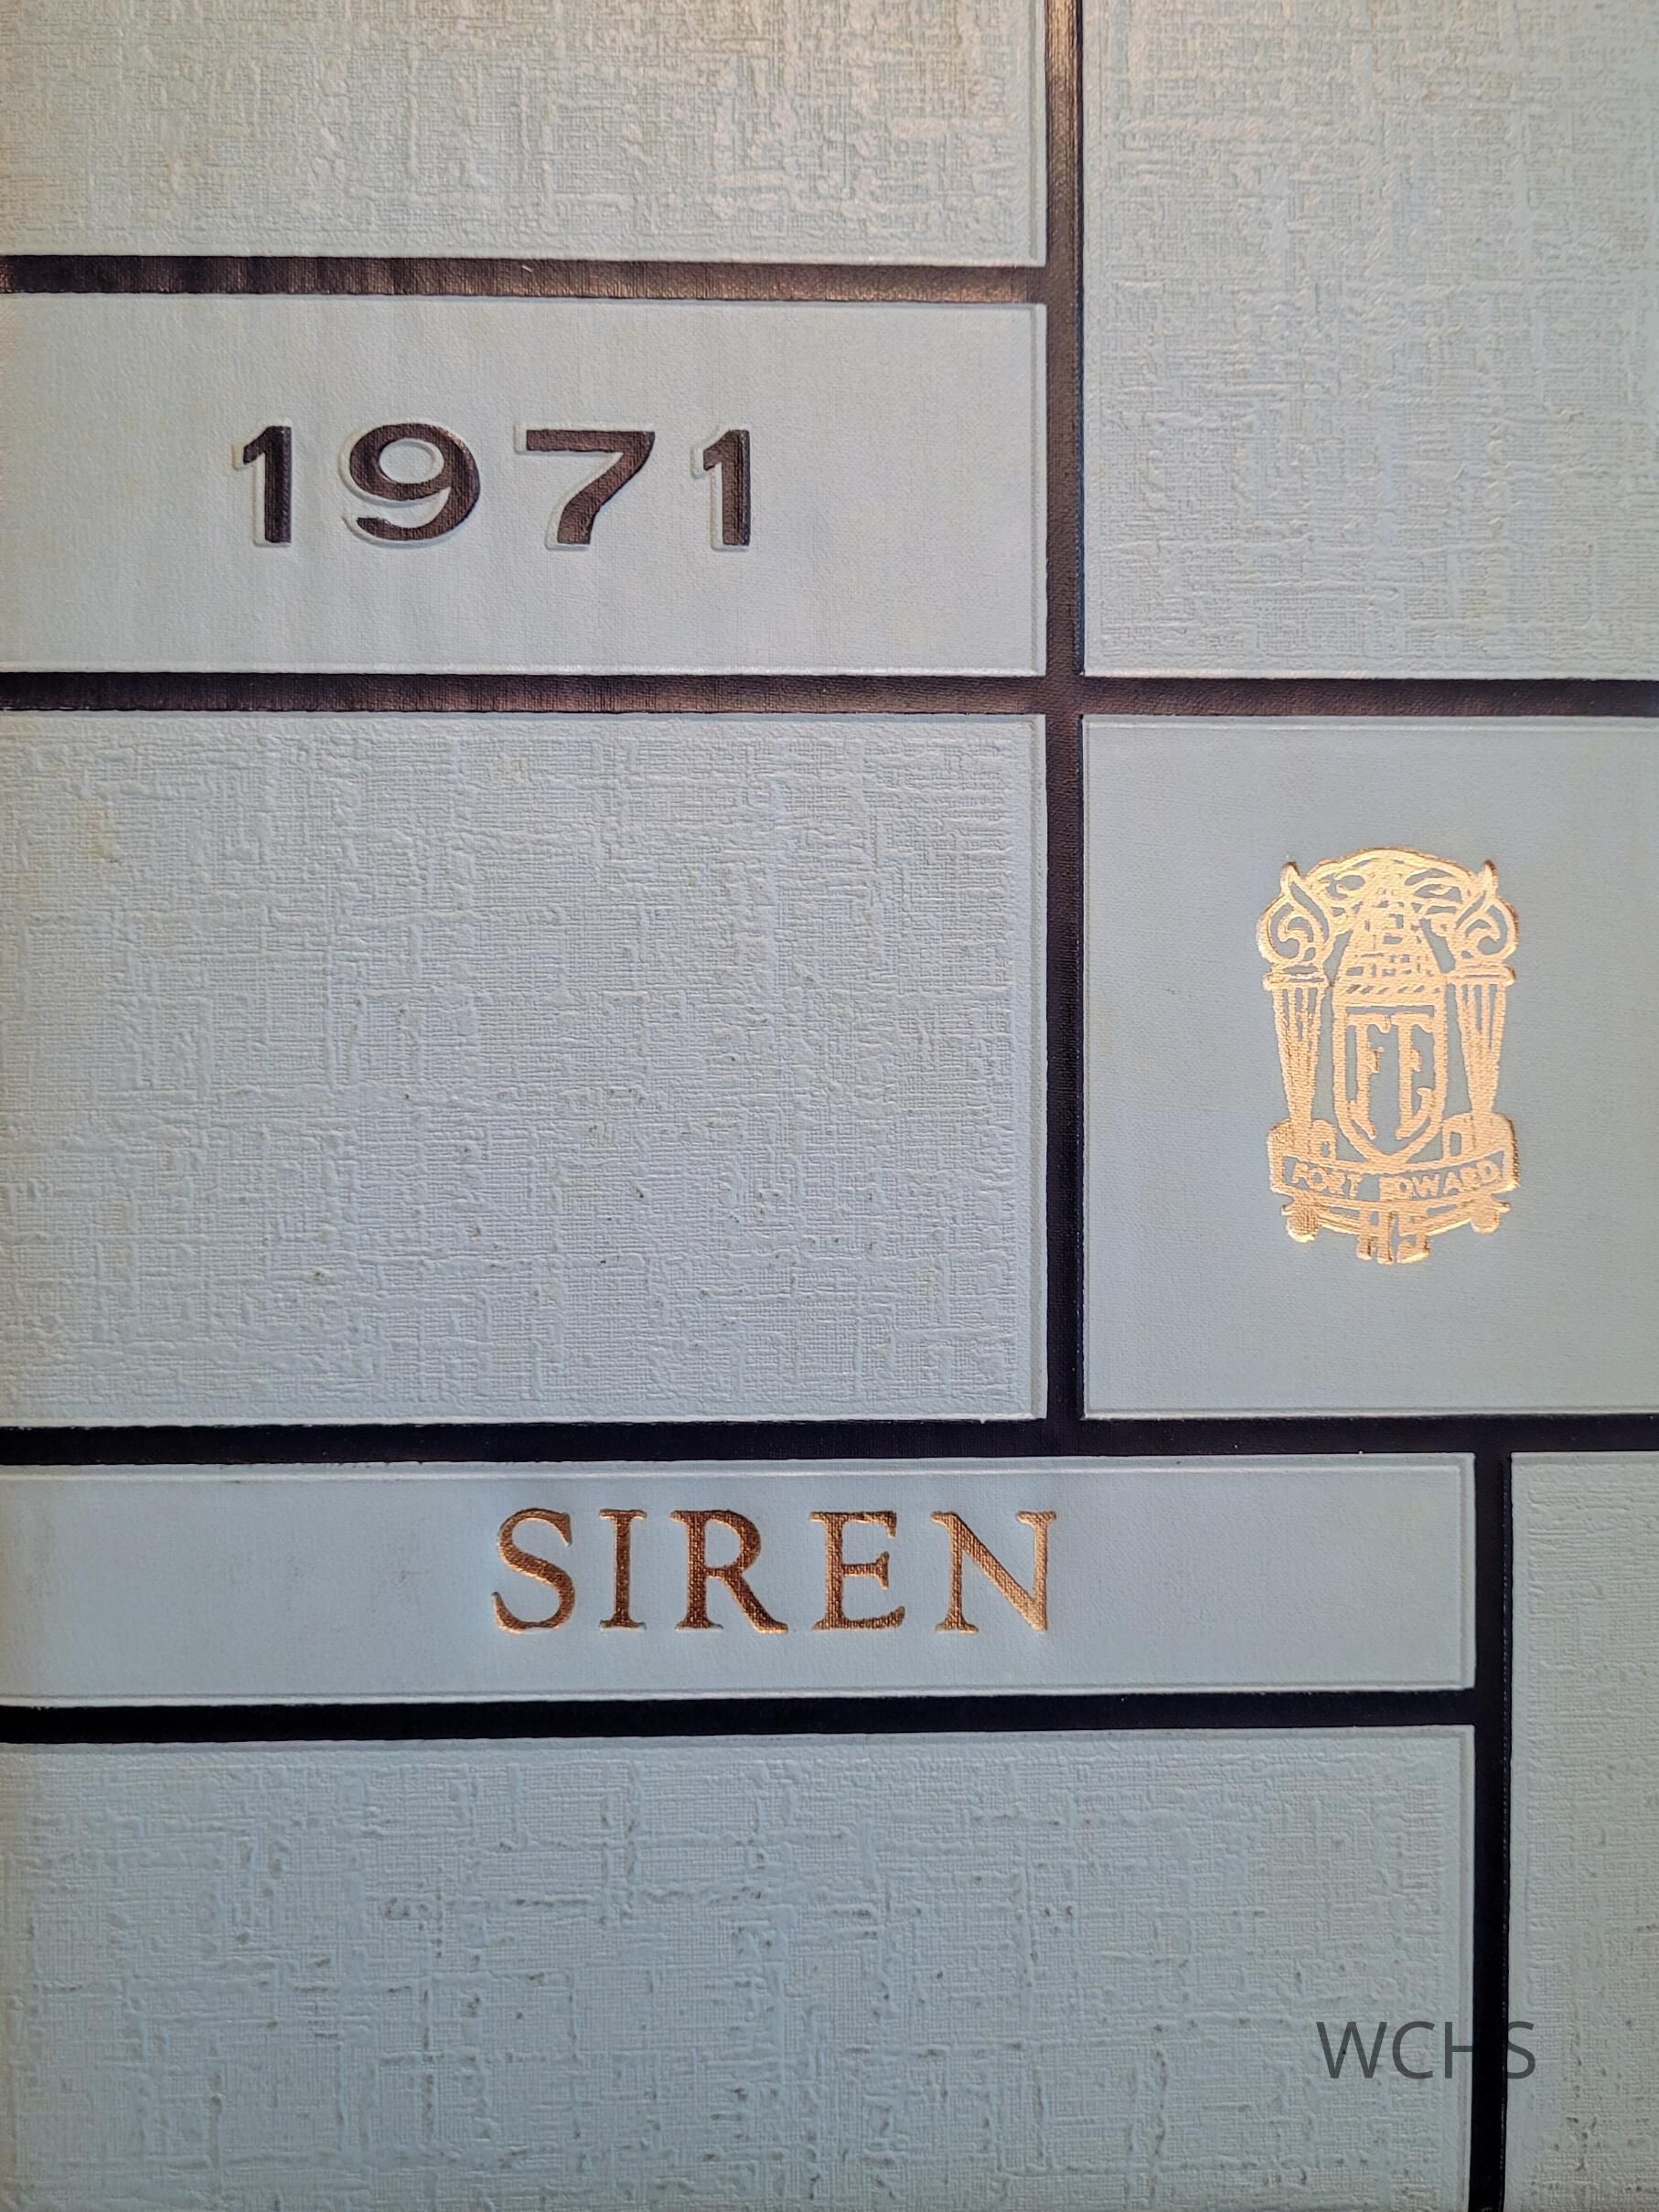 1971
FE
FORT EDWARD
HS
SIREN
WCHS